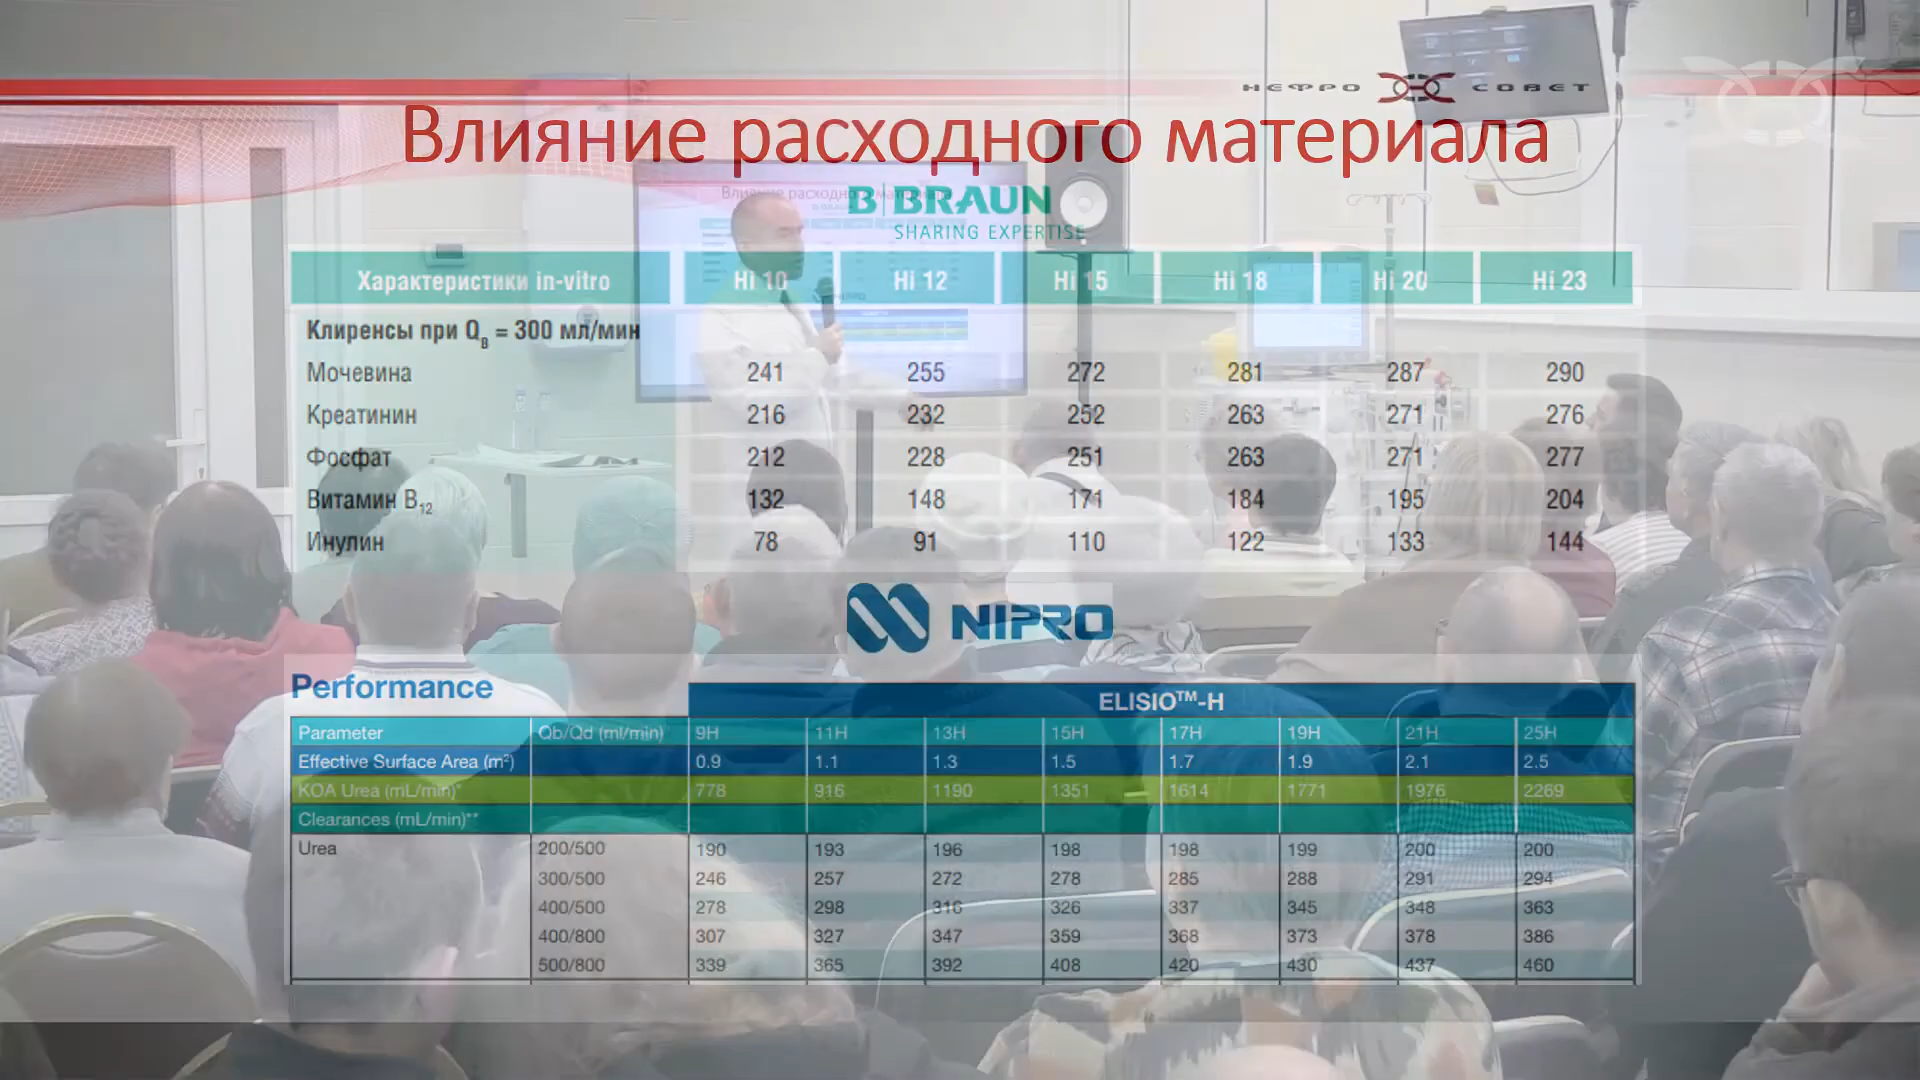 НЕФРО СОВЕТ
Влияние расходного материала
Влияние расходного материала
B BRAUN
SHARING EXPERTISE
Характеристики in-vitro Hi 10 Hi 12 Hi 15 Hi 18 Hi 20 Hi 23
Клиренсы при QB = 300 мл/мин
Мочевина 241 255 272 281 287 290
Креатинин 216 232 252 263 271 276
Фосфат 212 228 251 263 271 277
Витамин B12 132 148 171 184 195 204
Инулин 78 91 110 122 133 144
NIPRO
Performance
ELISIO™-H
Parameter Qb/Qd (ml/min) 9H 11H 13H 15H 17H 19H 21H 25H
Effective Surface Area (m²) 0.9 1.1 1.3 1.5 1.7 1.9 2.1 2.5
KOA Urea (mL/min)* 778 916 1190 1351 1614 1771 1976 2269
Clearances (mL/min)**
Urea 200/500 190 193 196 198 198 199 200 200
300/500 246 257 272 278 285 288 291 294
400/500 278 298 316 326 337 345 348 363
400/800 307 327 347 359 368 373 378 386
500/800 339 365 392 408 420 430 437 460